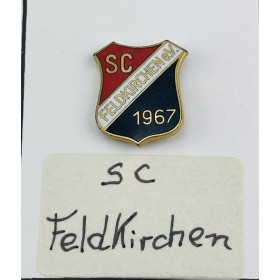 SC
FELDKIRCHEN e.V.
1967
SC
FeldKirchen